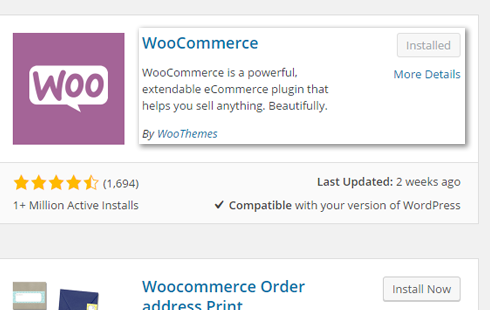 WOO
WooCommerce
Installed
More Details
WooCommerce is a powerful,
extendable eCommerce plugin that
helps you sell anything. Beautifully.
By WooThemes
(1,694)
Last Updated: 2 weeks ago
1+ Million Active Installs
Compatible with your version of WordPress
Woocommerce Order
address Print
Install Now